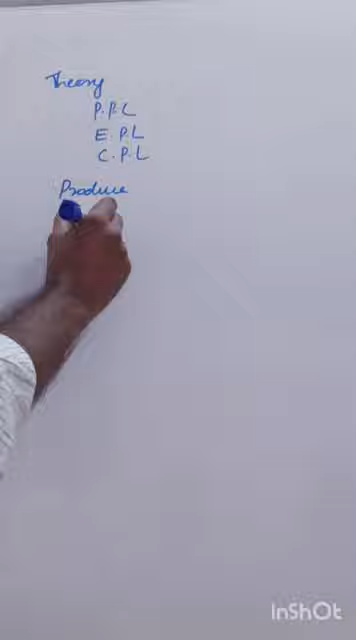 Theory
P.P.L
E.P.L
C.P.L
Produce
InShOt